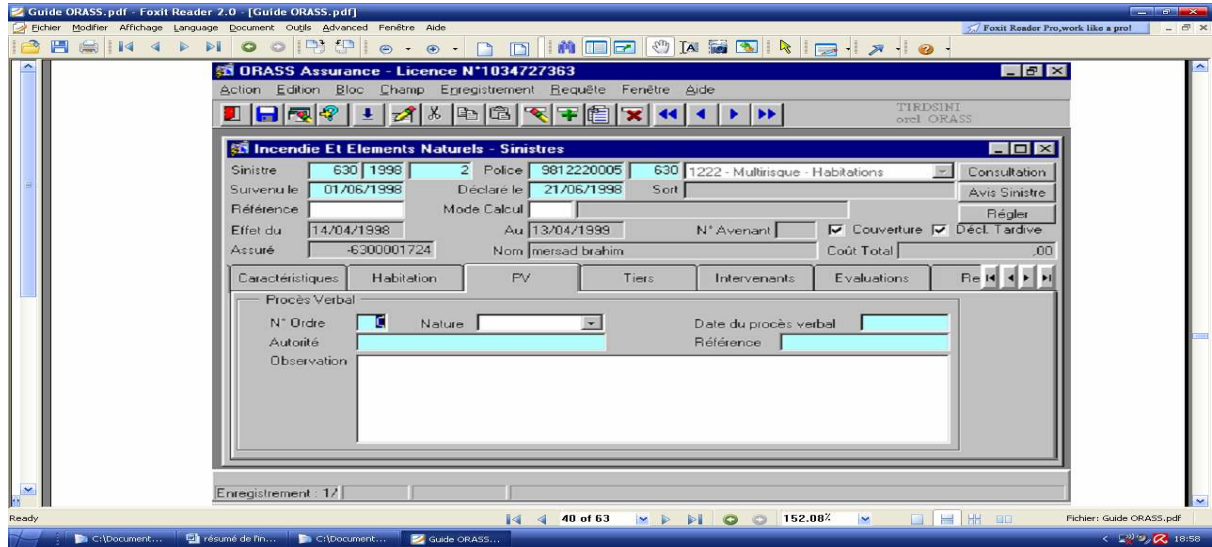 Guide ORASS.pdf - Foxit Reader 2.0 - [Guide ORASS.pdf]
Fichier Modifier Affichage Language Document Outils Advanced Fenêtre Aide
Foxit Reader Pro,work like a pro!
ORASS Assurance - Licence N°1034727363
Action Edition Bloc Champ Enregistrement Requête Fenêtre Aide
TIRDSINI
orcl ORASS
Incendie Et Elements Naturels - Sinistres
Sinistre 630 1998 2 Police 9812220005 630 1222 - Multirisque - Habitations Consultation
Survenu le 01/06/1998 Déclaré le 21/06/1998 Sort Avis Sinistre
Référence Mode Calcul Régler
Effet du 14/04/1998 Au 13/04/1999 N° Avenant Couverture Décl. Tardive
Assuré -6300001724 Nom mersad brahim Coût Total ,00
Caractéristiques Habitation PV Tiers Intervenants Evaluations Re
Procès Verbal
N° Ordre Nature Date du procès verbal
Autorité Référence
Observation
Enregistrement : 1/
Ready 40 of 63 152.08% Fichier: Guide ORASS.pdf
C:\Document... résumé de fin... C:\Document... Guide ORASS... 18:58